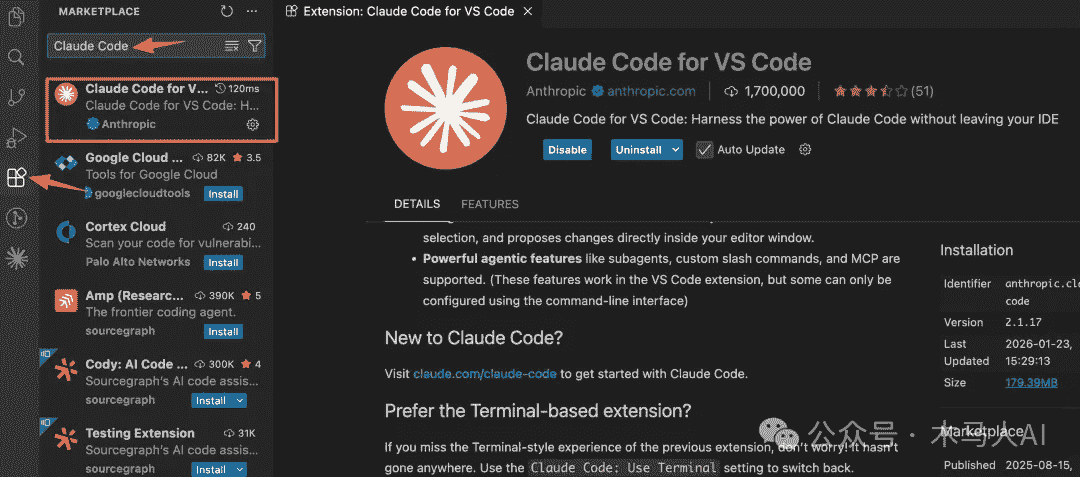 MARKETPLACE
Claude Code
Claude Code for V... 120ms
Claude Code for VS Code: H...
Anthropic
Google Cloud ... 82K 3.5
Tools for Google Cloud
googlecloudtools Install
Cortex Cloud 240
Scan your code for vulnerabi...
Palo Alto Networks Install
Amp (Researc... 390K 5
The frontier coding agent.
sourcegraph Install
Cody: AI Code ... 300K 4
Sourcegraph's AI code assis...
sourcegraph Install
Testing Extension 31K
Sourcegraph's AI code assis...
sourcegraph Install
Extension: Claude Code for VS Code
Claude Code for VS Code
Anthropic anthropic.com 1,700,000 (51)
Claude Code for VS Code: Harness the power of Claude Code without leaving your IDE
Disable Uninstall Auto Update
DETAILS FEATURES
selection, and proposes changes directly inside your editor window.
• Powerful agentic features like subagents, custom slash commands, and MCP are
supported. (These features work in the VS Code extension, but some can only be
configured using the command-line interface)
New to Claude Code?
Visit claude.com/claude-code to get started with Claude Code.
Prefer the Terminal-based extension?
If you miss the Terminal-style experience of the previous extension, don't worry! It hasn't
gone anywhere. Use the Claude Code: Use Terminal setting to switch back.
Installation
Identifier anthropic.cla
code
Version 2.1.17
Last 2026-01-23,
Updated 15:29:13
Size 179.39MB
Marketplace
Published 2025-08-15,
公众号 · 木马火AI